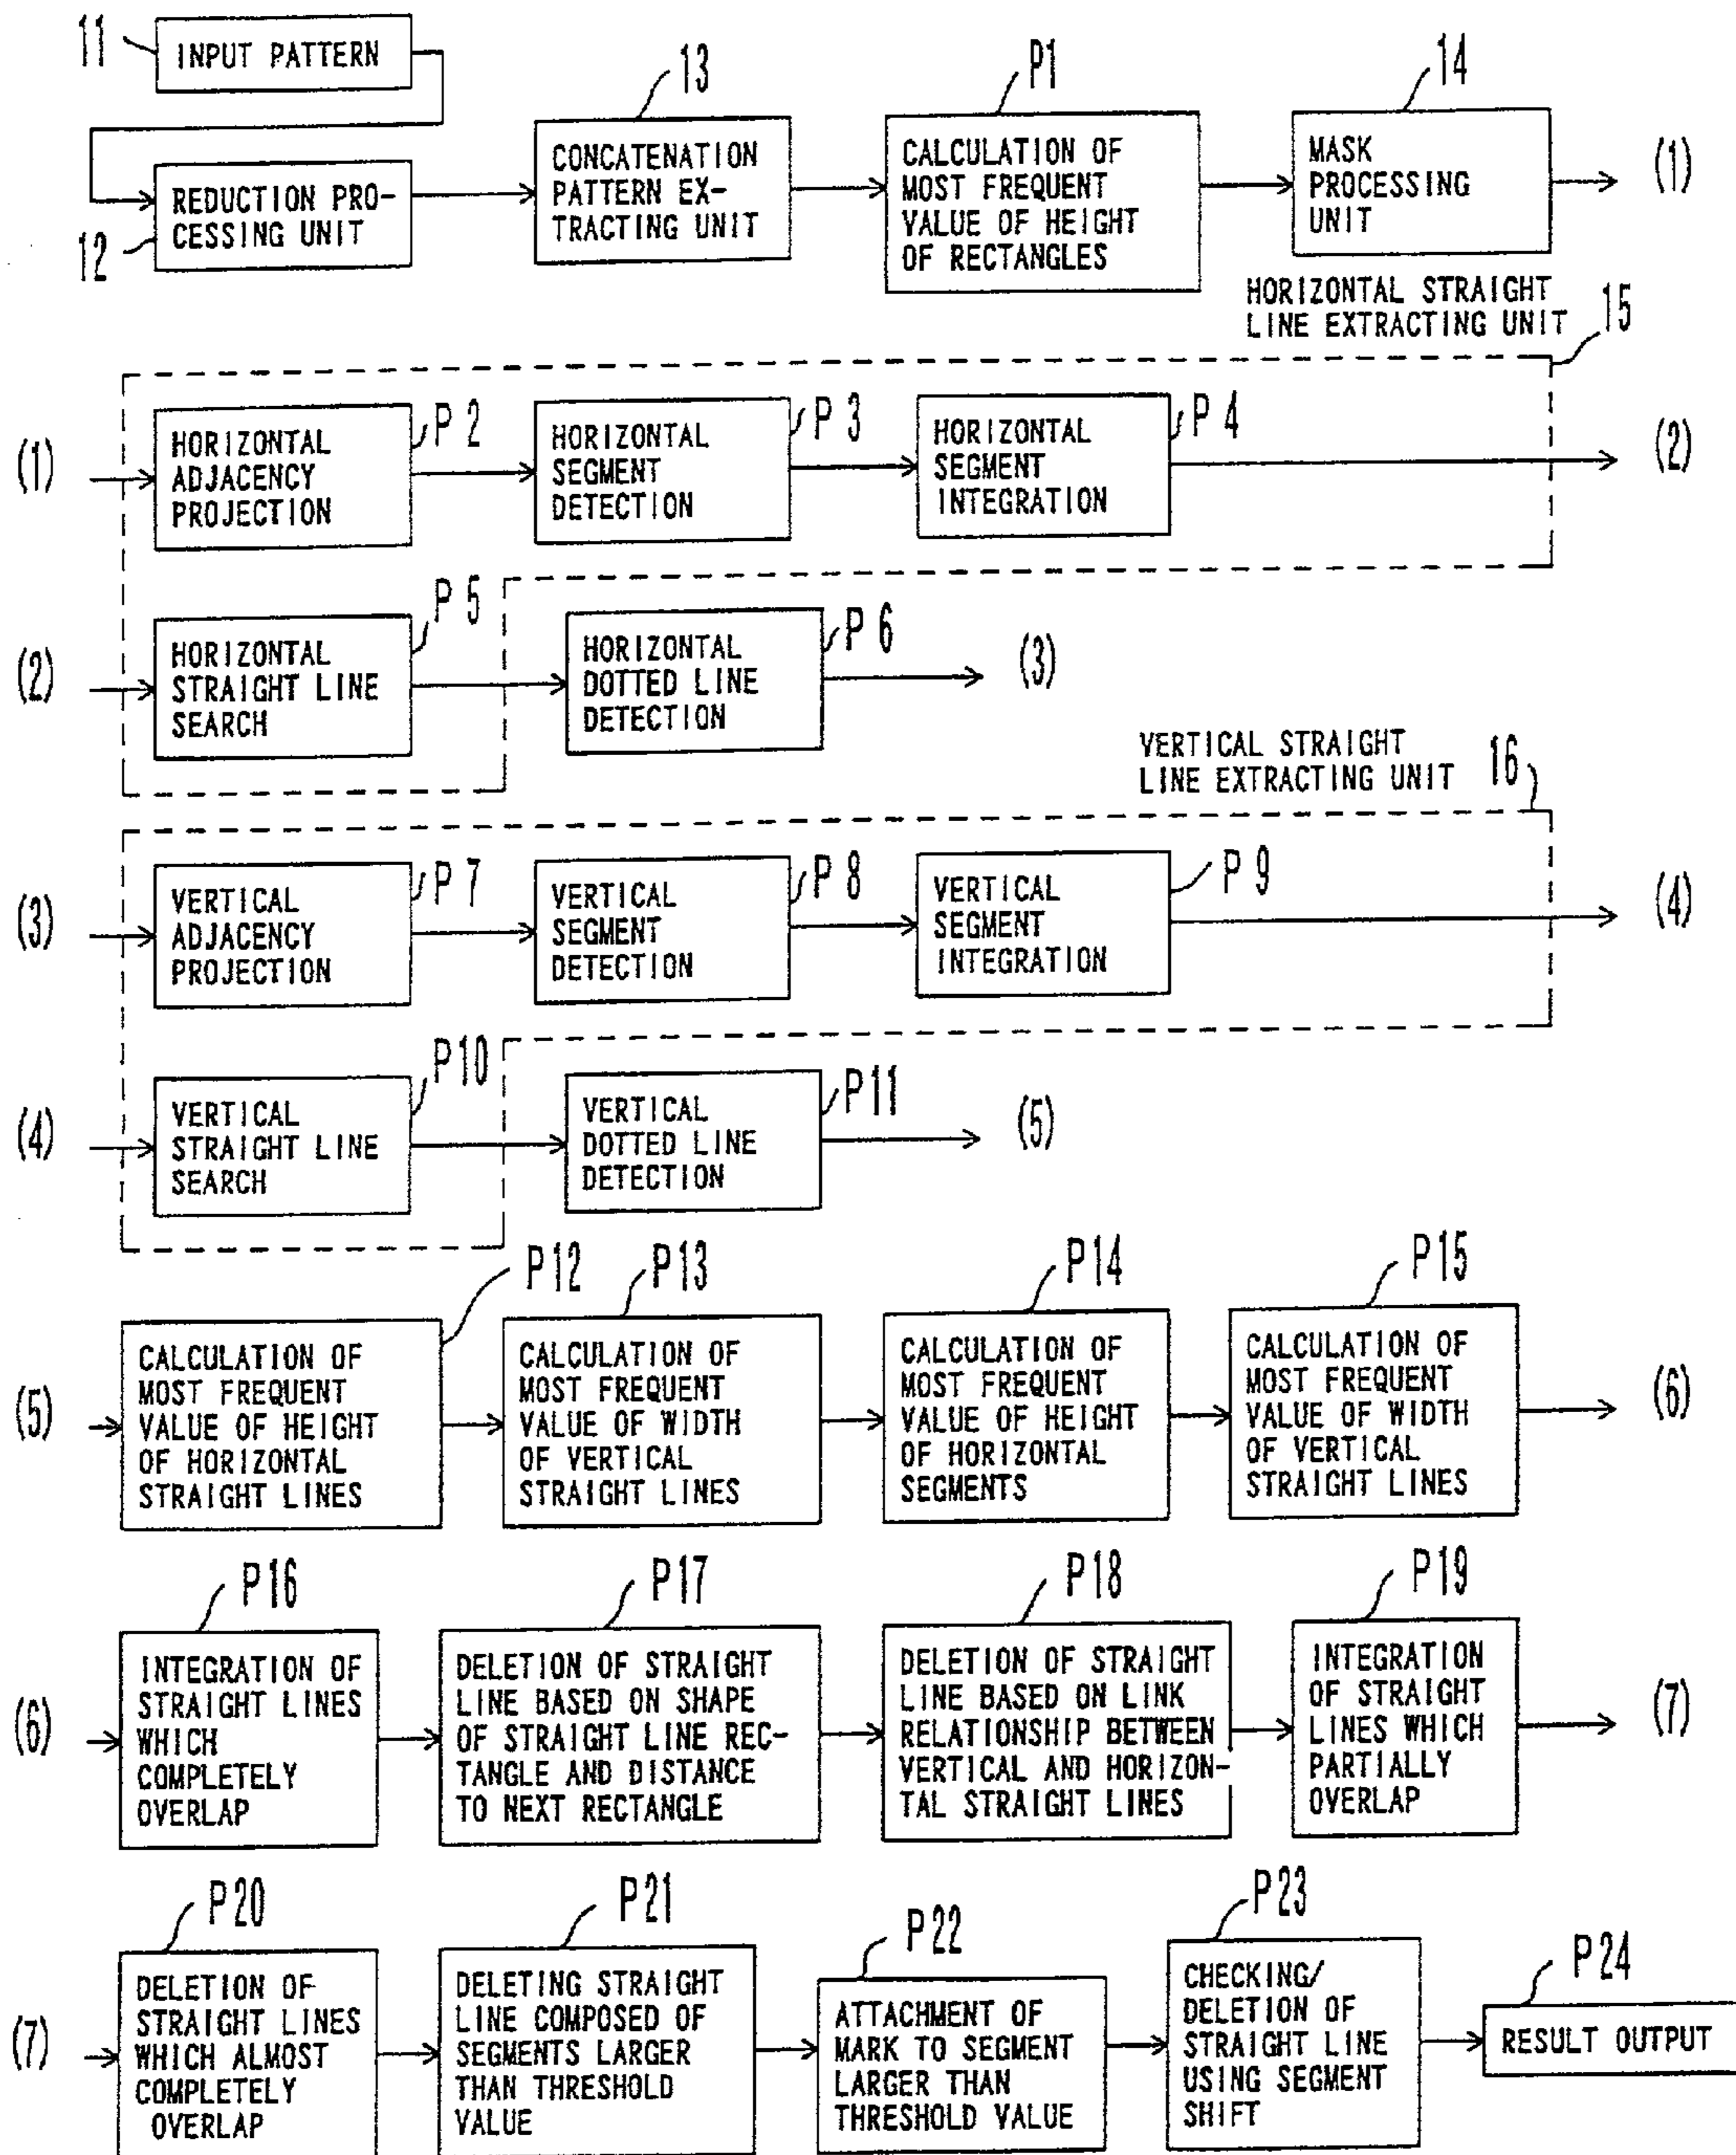 11
INPUT PATTERN
12
REDUCTION PRO-
CESSING UNIT
13
CONCATENATION
PATTERN EX-
TRACTING UNIT
P1
CALCULATION OF
MOST FREQUENT
VALUE OF HEIGHT
OF RECTANGLES
14
MASK
PROCESSING
UNIT
(1)
HORIZONTAL STRAIGHT
LINE EXTRACTING UNIT
15
(1)
HORIZONTAL
ADJACENCY
PROJECTION
P2
HORIZONTAL
SEGMENT
DETECTION
P3
HORIZONTAL
SEGMENT
INTEGRATION
P4
(2)
(2)
HORIZONTAL
STRAIGHT LINE
SEARCH
P5
HORIZONTAL
DOTTED LINE
DETECTION
P6
(3)
VERTICAL STRAIGHT
LINE EXTRACTING UNIT
16
(3)
VERTICAL
ADJACENCY
PROJECTION
P7
VERTICAL
SEGMENT
DETECTION
P8
VERTICAL
SEGMENT
INTEGRATION
P9
(4)
(4)
VERTICAL
STRAIGHT LINE
SEARCH
P10
VERTICAL
DOTTED LINE
DETECTION
P11
(5)
(5)
P12
CALCULATION OF
MOST FREQUENT
VALUE OF HEIGHT
OF HORIZONTAL
STRAIGHT LINES
P13
CALCULATION OF
MOST FREQUENT
VALUE OF WIDTH
OF VERTICAL
STRAIGHT LINES
P14
CALCULATION OF
MOST FREQUENT
VALUE OF HEIGHT
OF HORIZONTAL
SEGMENTS
P15
CALCULATION OF
MOST FREQUENT
VALUE OF WIDTH
OF VERTICAL
STRAIGHT LINES
(6)
(6)
P16
INTEGRATION OF
STRAIGHT LINES
WHICH
COMPLETELY
OVERLAP
P17
DELETION OF STRAIGHT
LINE BASED ON SHAPE
OF STRAIGHT LINE REC-
TANGLE AND DISTANCE
TO NEXT RECTANGLE
P18
DELETION OF STRAIGHT
LINE BASED ON LINK
RELATIONSHIP BETWEEN
VERTICAL AND HORIZON-
TAL STRAIGHT LINES
P19
INTEGRATION
OF STRAIGHT
LINES WHICH
PARTIALLY
OVERLAP
(7)
(7)
P20
DELETION OF
STRAIGHT LINES
WHICH ALMOST
COMPLETELY
OVERLAP
P21
DELETING STRAIGHT
LINE COMPOSED OF
SEGMENTS LARGER
THAN THRESHOLD
VALUE
P22
ATTACHMENT OF
MARK TO SEGMENT
LARGER THAN
THRESHOLD VALUE
P23
CHECKING/
DELETION OF
STRAIGHT LINE
USING SEGMENT
SHIFT
P24
RESULT OUTPUT